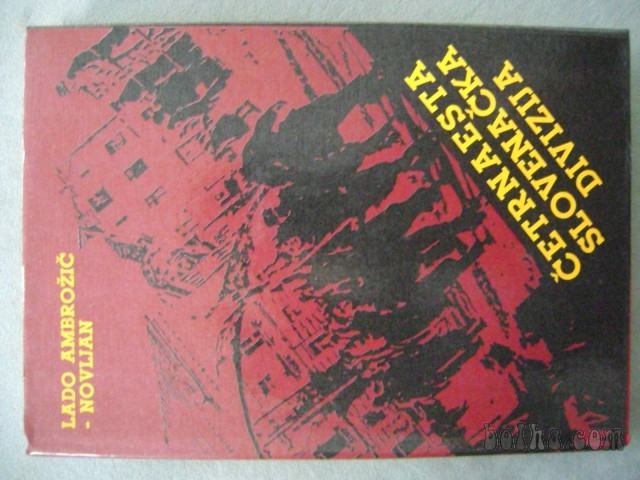 LADO AMBROŽIČ
- NOVLJAN
ČETRNAESTA
SLOVENAČKA
DIVIZIJA
bolha.com